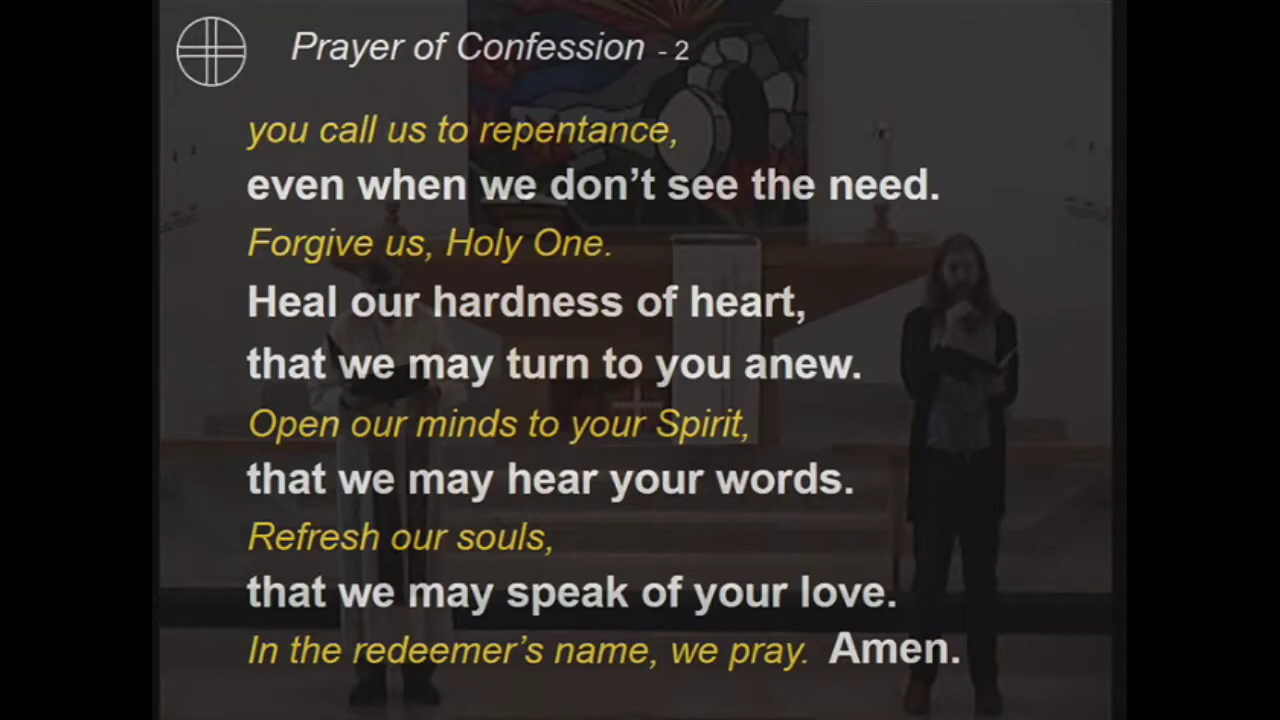 Prayer of Confession - 2
you call us to repentance,
even when we don’t see the need.
Forgive us, Holy One.
Heal our hardness of heart,
that we may turn to you anew.
Open our minds to your Spirit,
that we may hear your words.
Refresh our souls,
that we may speak of your love.
In the redeemer’s name, we pray. Amen.